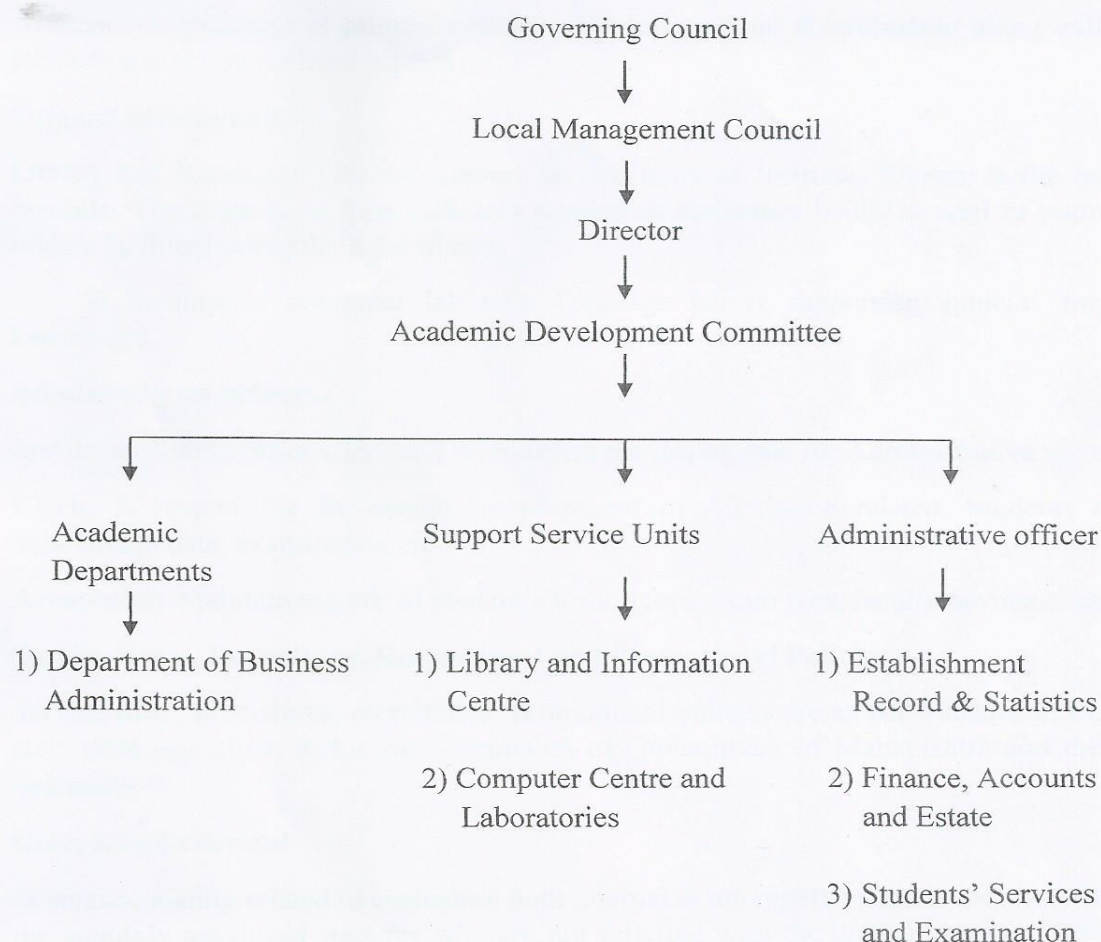 Governing Council
Local Management Council
Director
Academic Development Committee
Academic
Departments
1) Department of Business
Administration
Support Service Units
1) Library and Information
Centre
2) Computer Centre and
Laboratories
Administrative officer
1) Establishment
Record & Statistics
2) Finance, Accounts
and Estate
3) Students’ Services
and Examination